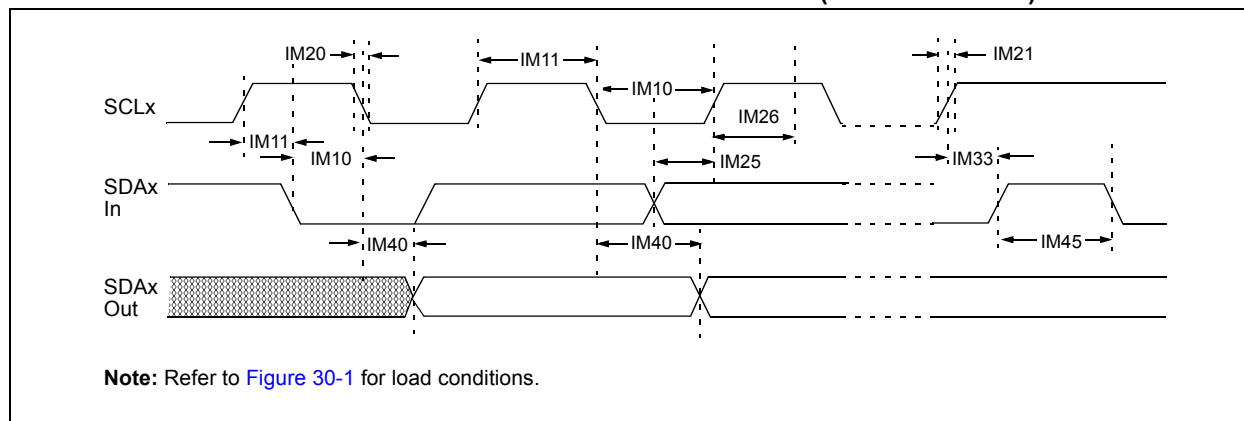 IM20
IM11
IM21
SCLx
IM10
IM26
IM11
IM10
IM25
IM33
SDAx
In
IM40
IM40
IM45
SDAx
Out
Note: Refer to Figure 30-1 for load conditions.